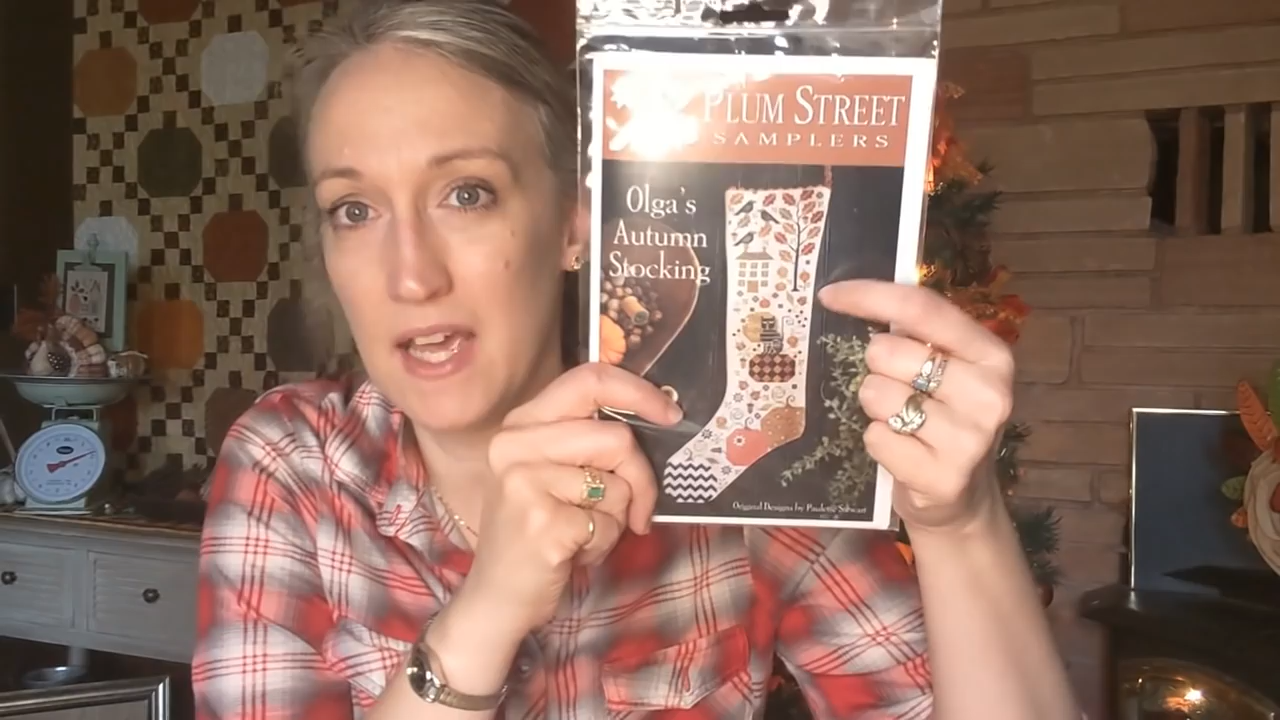 PLUM STREET
SAMPLERS
Olga's
Autumn
Stocking
Original Designs by Paulette Stewart